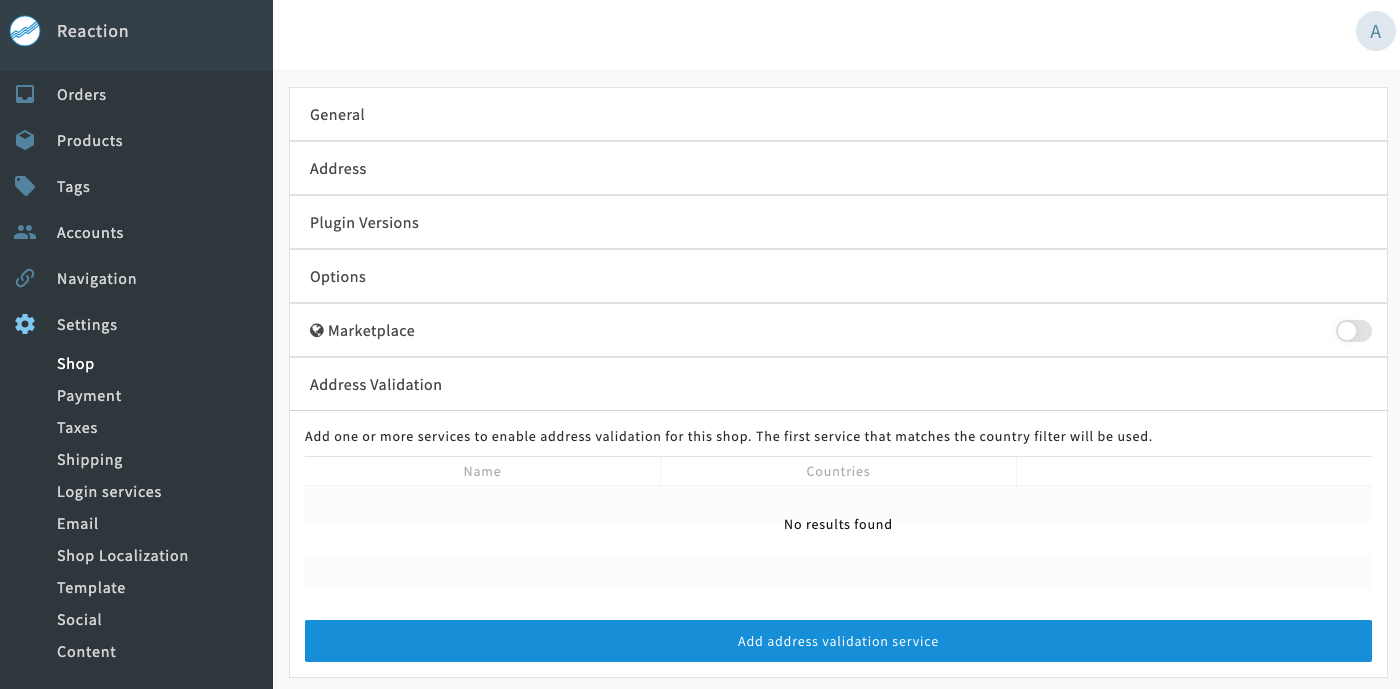 Reaction
A
Orders
Products
Tags
Accounts
Navigation
Settings
Shop
Payment
Taxes
Shipping
Login services
Email
Shop Localization
Template
Social
Content
General
Address
Plugin Versions
Options
Marketplace
Address Validation
Add one or more services to enable address validation for this shop. The first service that matches the country filter will be used.
Name Countries
No results found
Add address validation service